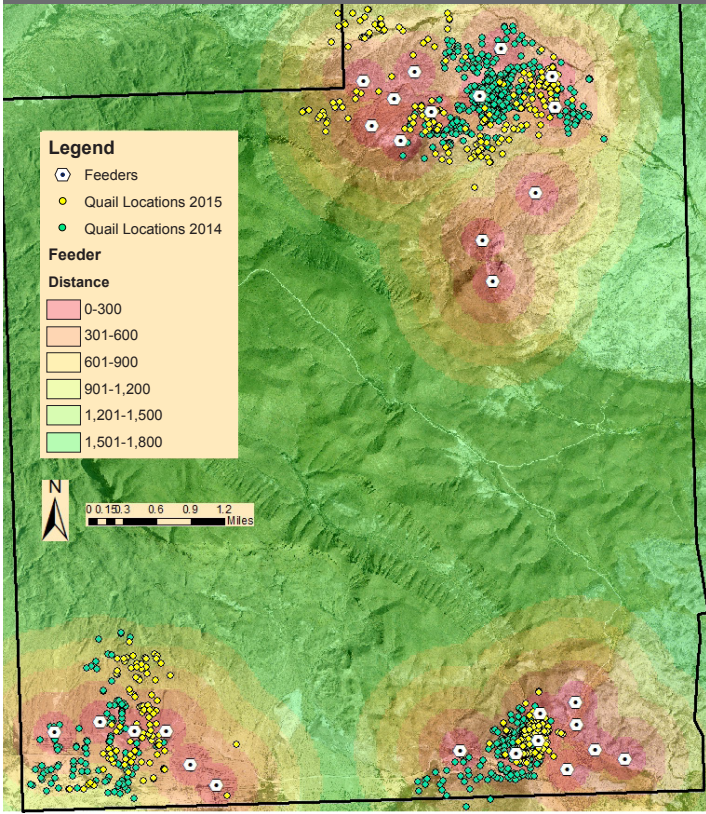 Legend
Feeders
Quail Locations 2015
Quail Locations 2014
Feeder
Distance
0-300
301-600
601-900
901-1,200
1,201-1,500
1,501-1,800
N
0 0.15 0.3 0.6 0.9 1.2
Miles